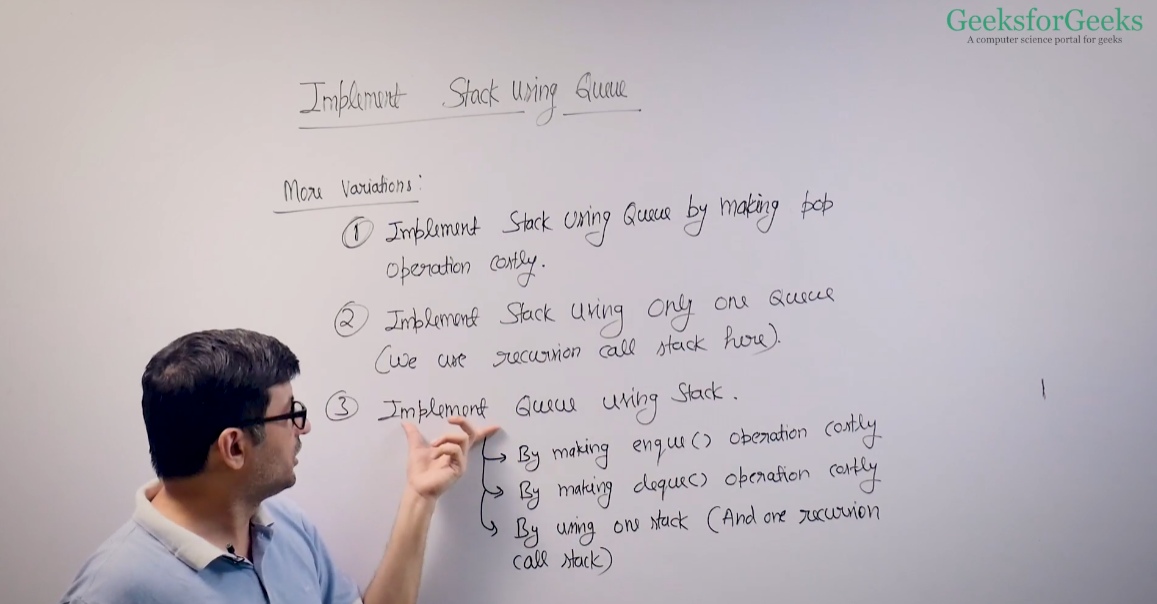 GeeksforGeeks
A computer science portal for geeks
Implement Stack Using Queue
More Variations:
① Implement Stack Using Queue by making pop
operation costly.
② Implement Stack Using only one Queue
(We use recursion call stack here).
③ Implement Queue using Stack.
By making enque() operation costly
By making deque() operation costly
By using one stack (And one recursion
call stack)